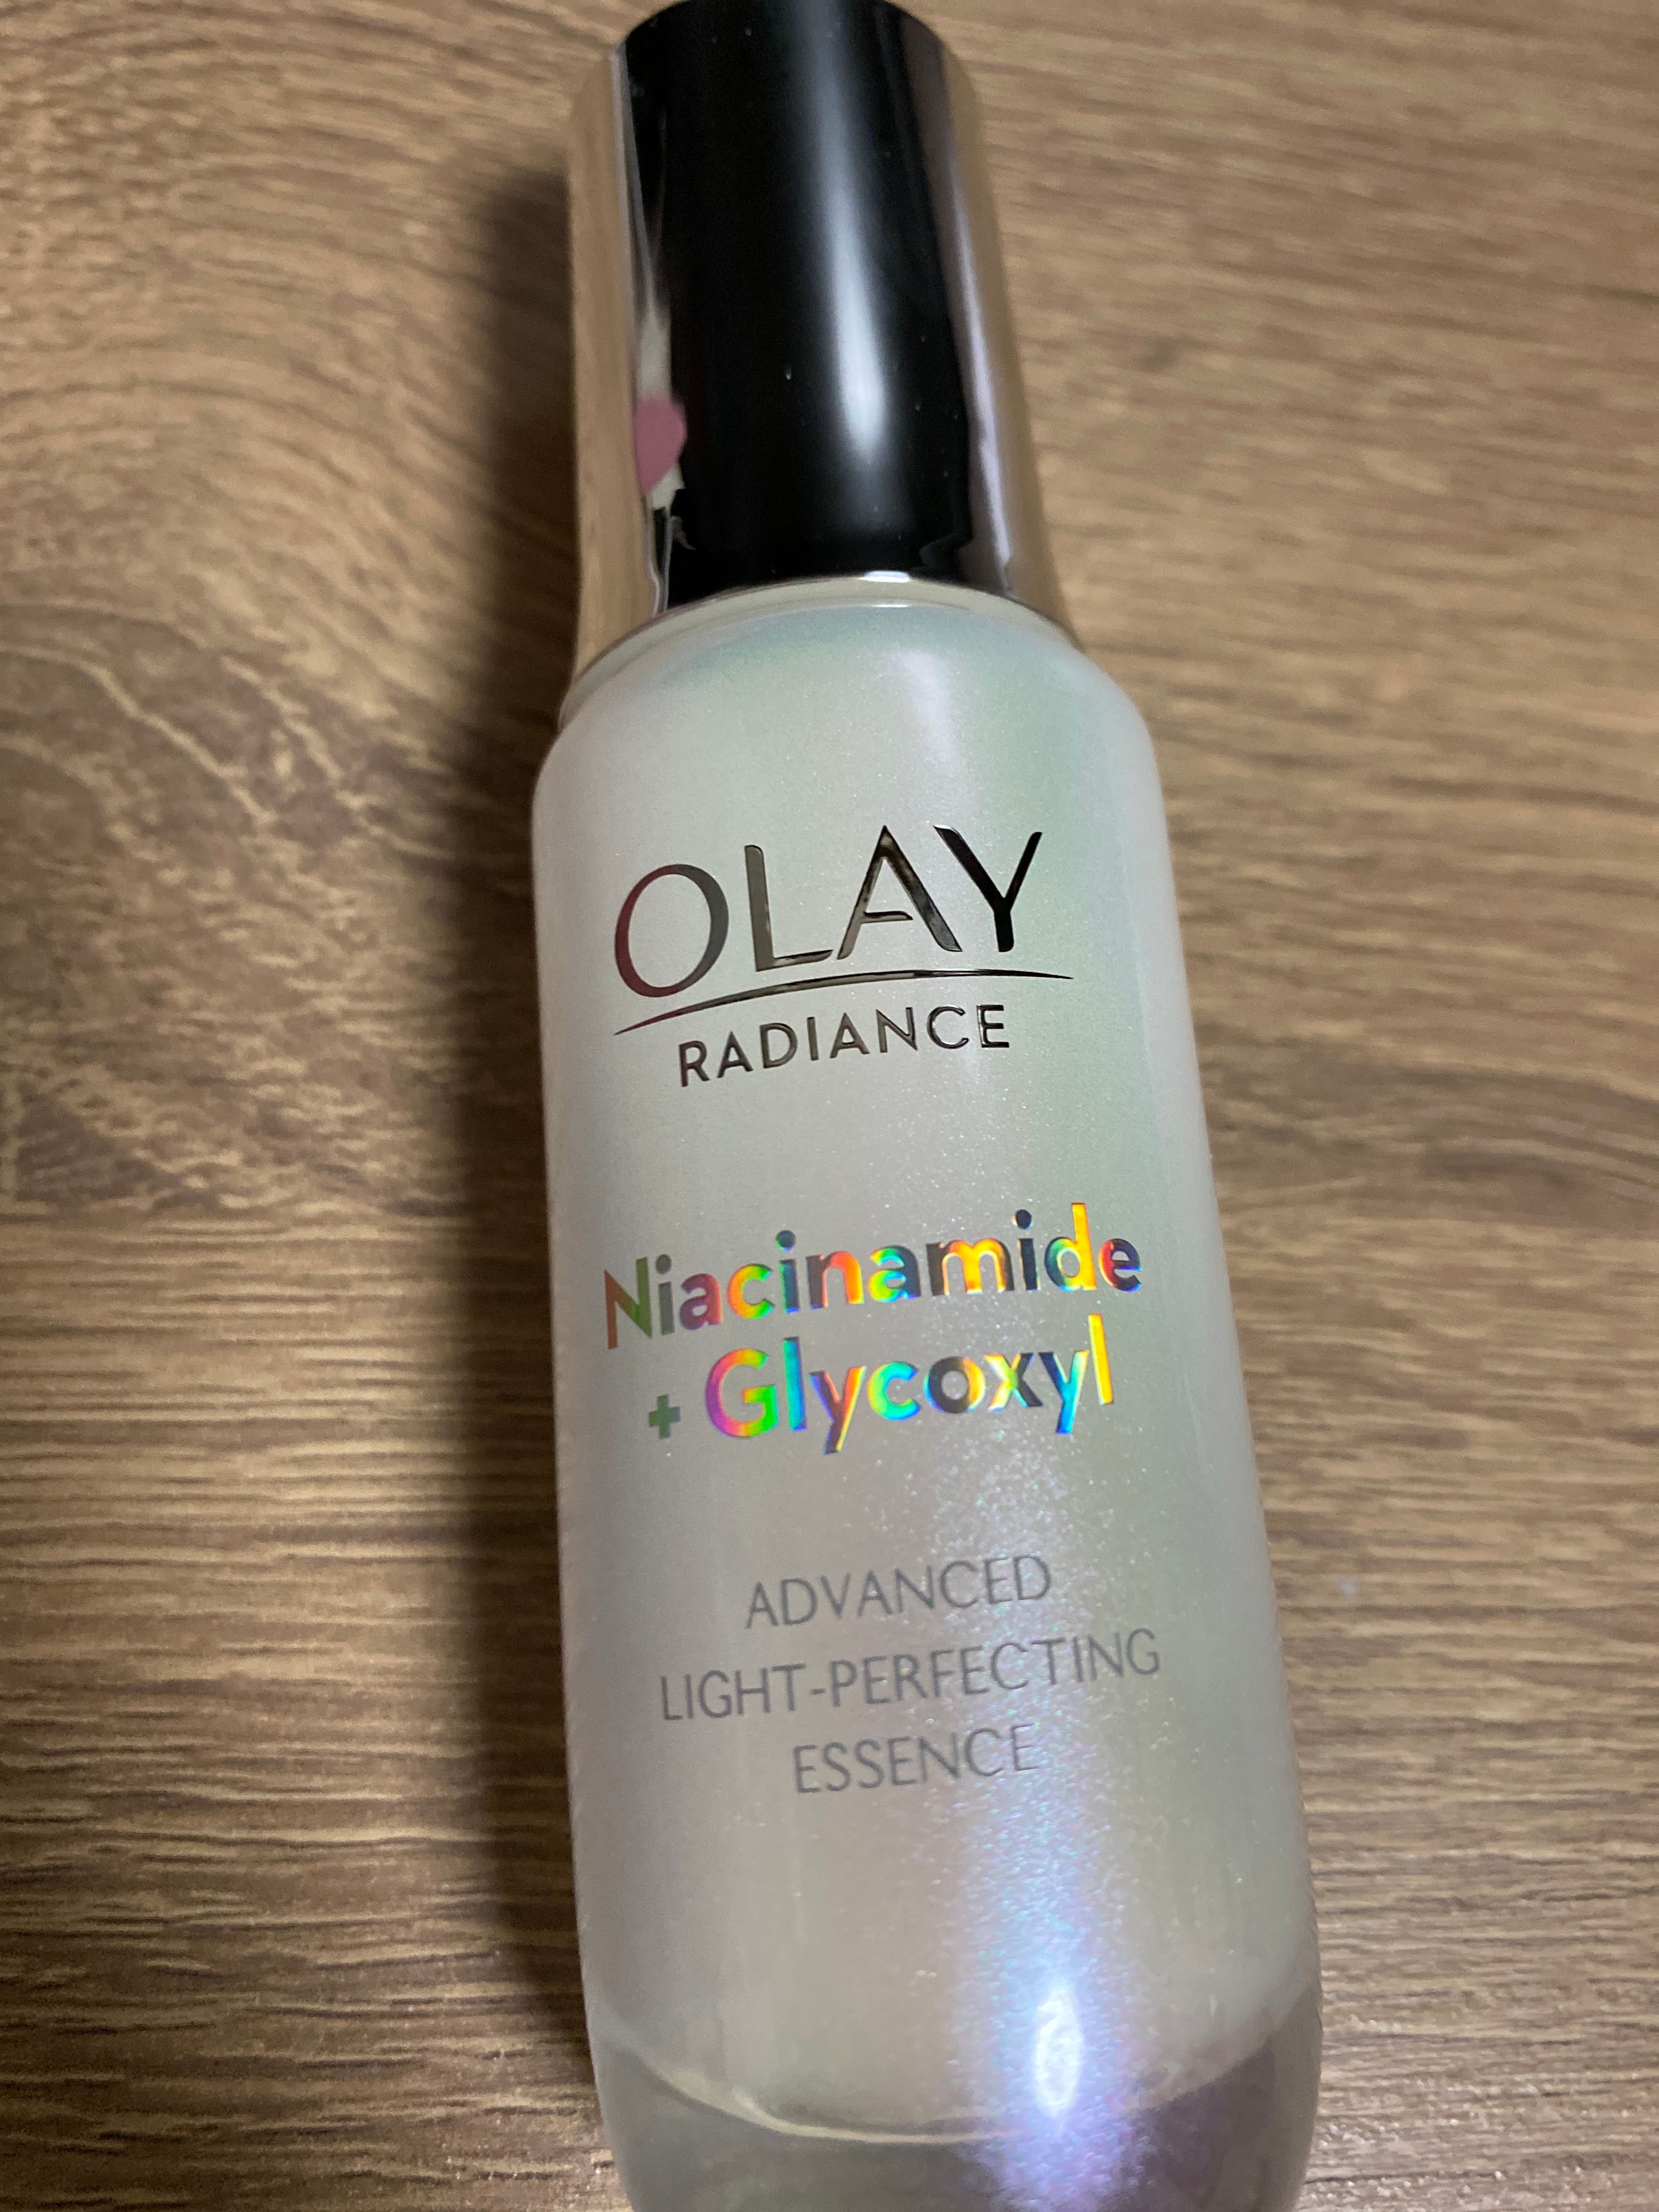 OLAY
RADIANCE
Niacinamide
+ Glycoxyl
ADVANCED
LIGHT-PERFECTING
ESSENCE